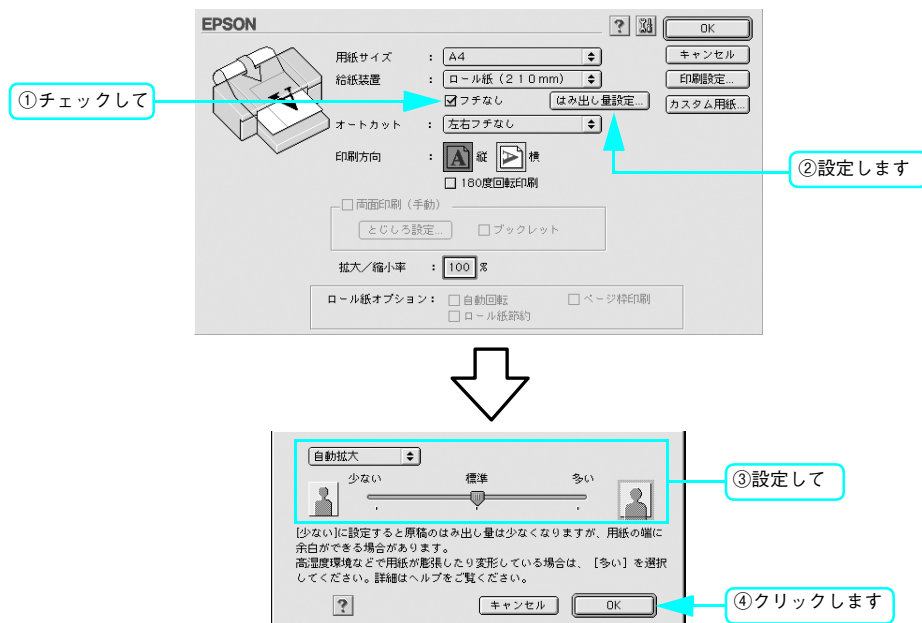 EPSON
用紙サイズ : A4
給紙装置 : ロール紙（２１０mm）
フチなし はみ出し量設定...
オートカット : 左右フチなし
印刷方向 : A 縦 A 横
180度回転印刷
両面印刷（手動）
とじしろ設定... ブックレット
拡大／縮小率 : 100 %
ロール紙オプション： 自動回転 ページ枠印刷
ロール紙節約
? OK
キャンセル
印刷設定...
カスタム用紙...
①チェックして
②設定します
自動拡大
少ない 標準 多い
[少ない]に設定すると原稿のはみ出し量は少なくなりますが、用紙の端に
余白ができる場合があります。
高湿度環境などで用紙が膨張したり変形している場合は、［多い］を選択
してください。詳細はヘルプをご覧ください。
? キャンセル OK
③設定して
④クリックします